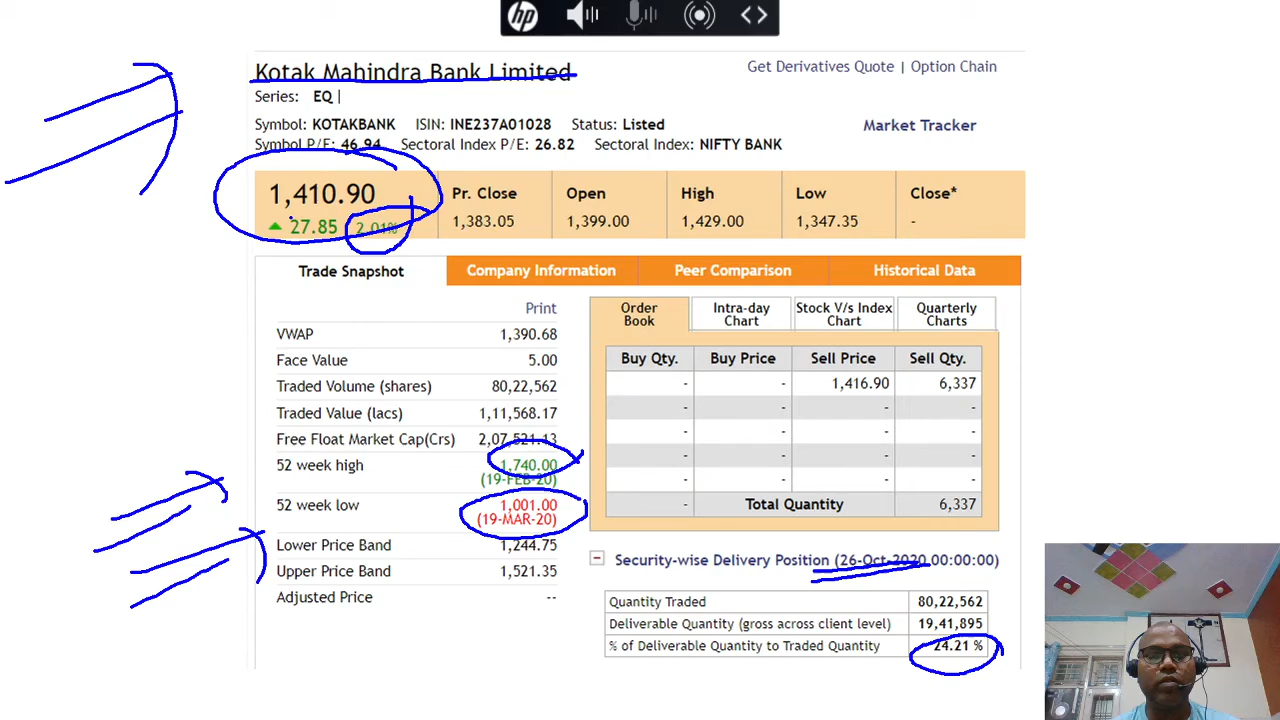 hp
Kotak Mahindra Bank Limited
Get Derivatives Quote | Option Chain
Series: EQ |
Symbol: KOTAKBANK ISIN: INE237A01028 Status: Listed
Market Tracker
Symbol P/E: 46.94 Sectoral Index P/E: 26.82 Sectoral Index: NIFTY BANK
1,410.90 Pr. Close Open High Low Close*
27.85 2.01% 1,383.05 1,399.00 1,429.00 1,347.35 -
Trade Snapshot Company Information Peer Comparison Historical Data
Print
VWAP 1,390.68
Face Value 5.00
Traded Volume (shares) 80,22,562
Traded Value (lacs) 1,11,568.17
Free Float Market Cap(Crs) 2,07,521.13
52 week high 1,740.00
(19-FEB-20)
52 week low 1,001.00
(19-MAR-20)
Lower Price Band 1,244.75
Upper Price Band 1,521.35
Adjusted Price --
Order Book Intra-day Chart Stock V/s Index Chart Quarterly Charts
Buy Qty. Buy Price Sell Price Sell Qty.
- - 1,416.90 6,337
- - - -
- - - -
- - - -
- - - -
- Total Quantity 6,337
Security-wise Delivery Position (26-Oct-2020 00:00:00)
Quantity Traded 80,22,562
Deliverable Quantity (gross across client level) 19,41,895
% of Deliverable Quantity to Traded Quantity 24.21 %